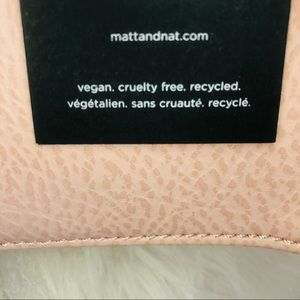 mattandnat.com
vegan. cruelty free. recycled.
végétalien. sans cruauté. recyclé.